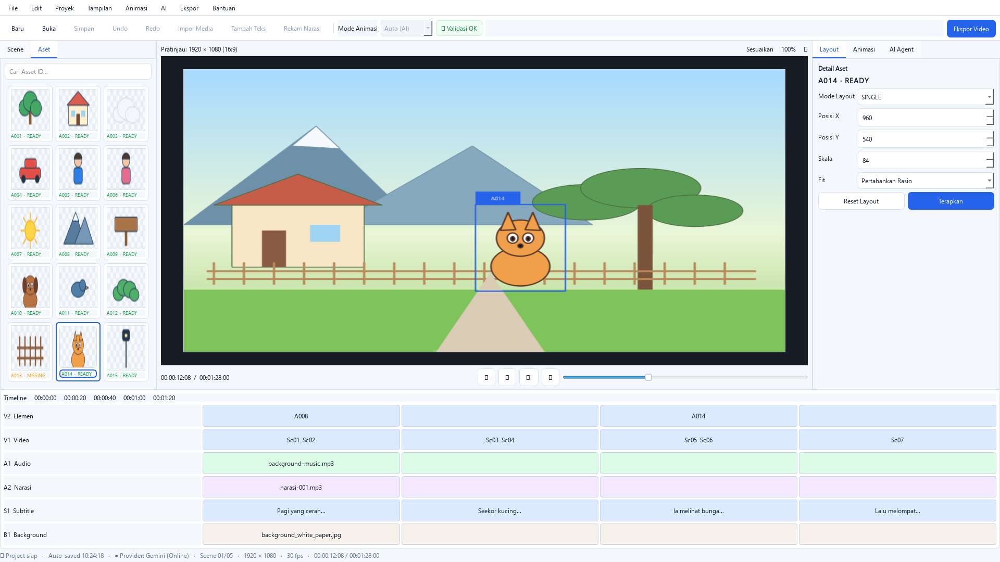 File Edit Proyek Tampilan Animasi AI Ekspor Bantuan
Baru Buka Simpan Undo Redo Impor Media Tambah Teks Rekam Narasi Mode Animasi Auto (AI) Validasi OK Ekspor Video
Scene Aset
Cari Asset ID...
A001 · READY A002 · READY A003 · READY
A004 · READY A005 · READY A006 · READY
A007 · READY A008 · READY A009 · READY
A010 · READY A011 · READY A012 · READY
A013 · MISSING A014 · READY A015 · READY
Pratinjau: 1920 × 1080 (16:9) Sesuaikan 100%
A014
00:00:12:08 / 00:01:28:00
Layout Animasi AI Agent
Detail Aset
A014 · READY
Mode Layout SINGLE
Posisi X 960
Posisi Y 540
Skala 84
Fit Pertahankan Rasio
Reset Layout Terapkan
Timeline 00:00:00 00:00:20 00:00:40 00:01:00 00:01:20
V2 Elemen A008 A014
V1 Video Sc01 Sc02 Sc03 Sc04 Sc05 Sc06 Sc07
A1 Audio background-music.mp3
A2 Narasi narasi-001.mp3
S1 Subtitle Pagi yang cerah... Seekor kucing... Ia melihat bunga... Lalu melompat...
B1 Background background_white_paper.jpg
Project siap · Auto-saved 10:24:18 · ● Provider: Gemini (Online) · Scene 01/05 · 1920 × 1080 · 30 fps · 00:00:12:08 / 00:01:28:00